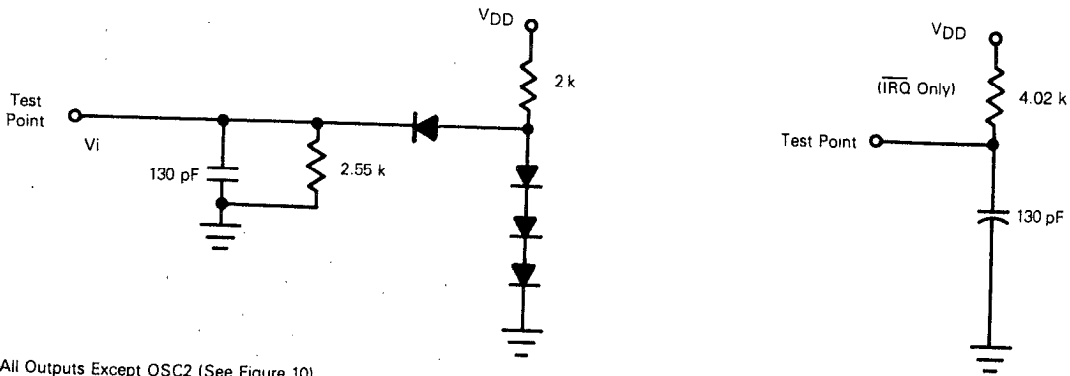 VDD
2 k
Test
Point
Vi
130 pF
2.55 k
All Outputs Except OSC2 (See Figure 10)
VDD
(IRQ Only)
4.02 k
Test Point
130 pF